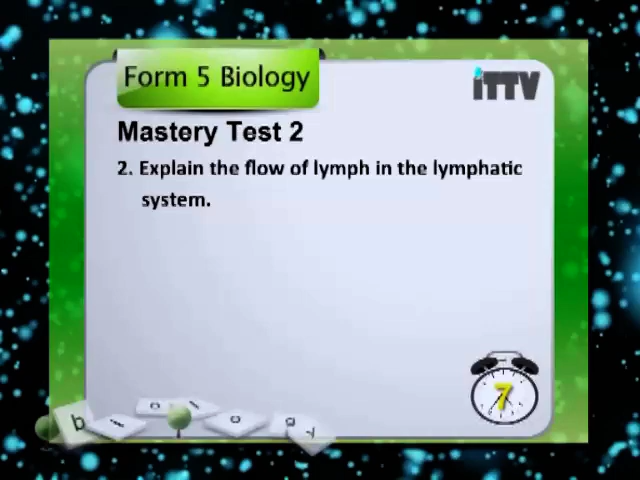 Form 5 Biology
iTTV
Mastery Test 2
2. Explain the flow of lymph in the lymphatic
system.
7
b i o l o g y